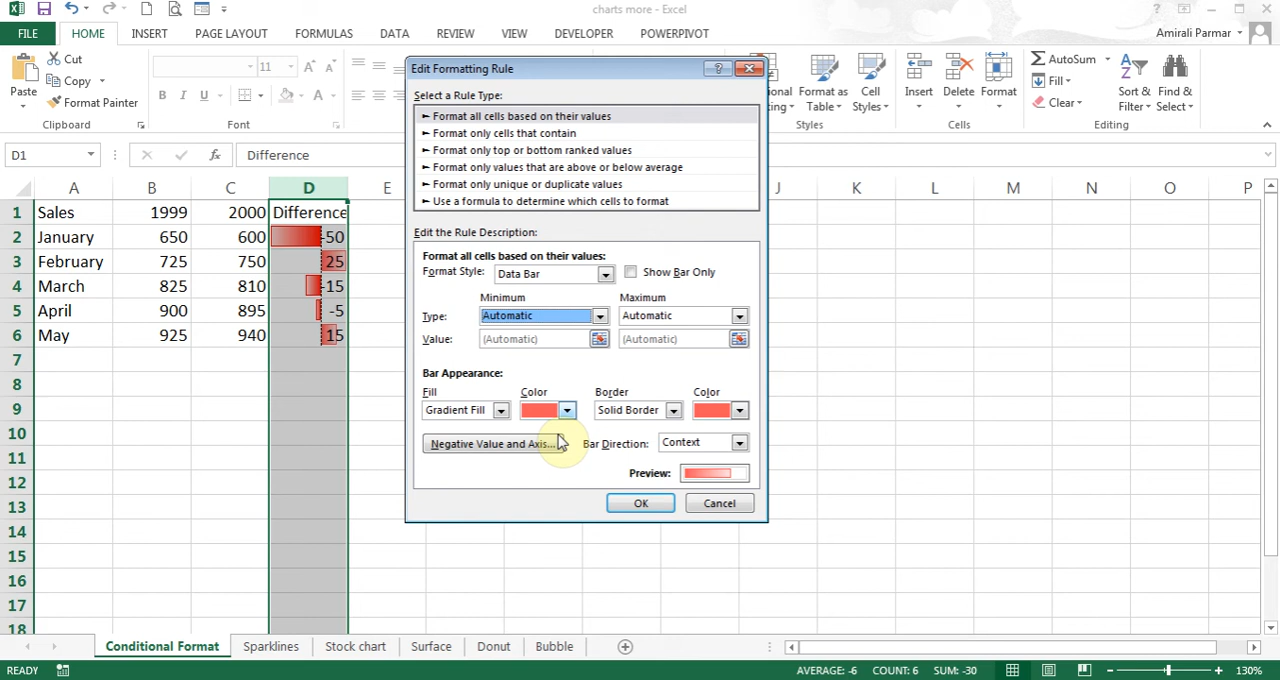 charts more - Excel
FILE HOME INSERT PAGE LAYOUT FORMULAS DATA REVIEW VIEW DEVELOPER POWERPIVOT Amirali Parmar
Paste
Cut
Copy
Format Painter
Clipboard
11
B I U
Font
Format as Table
Cell Styles
Styles
Insert
Delete
Format
Cells
AutoSum
Fill
Clear
Sort & Filter
Find & Select
Editing
D1 fx Difference
A B C D E J K L M N O P
1 Sales 1999 2000 Difference
2 January 650 600 -50
3 February 725 750 25
4 March 825 810 -15
5 April 900 895 -5
6 May 925 940 15
7
8
9
10
11
12
13
14
15
16
17
18
Edit Formatting Rule
Select a Rule Type:
► Format all cells based on their values
► Format only cells that contain
► Format only top or bottom ranked values
► Format only values that are above or below average
► Format only unique or duplicate values
► Use a formula to determine which cells to format
Edit the Rule Description:
Format all cells based on their values:
Format Style: Data Bar Show Bar Only
Minimum Maximum
Type: Automatic Automatic
Value: (Automatic) (Automatic)
Bar Appearance:
Fill Color Border Color
Gradient Fill Solid Border
Negative Value and Axis... Bar Direction: Context
Preview:
OK Cancel
Conditional Format Sparklines Stock chart Surface Donut Bubble
READY AVERAGE: -6 COUNT: 6 SUM: -30 130%